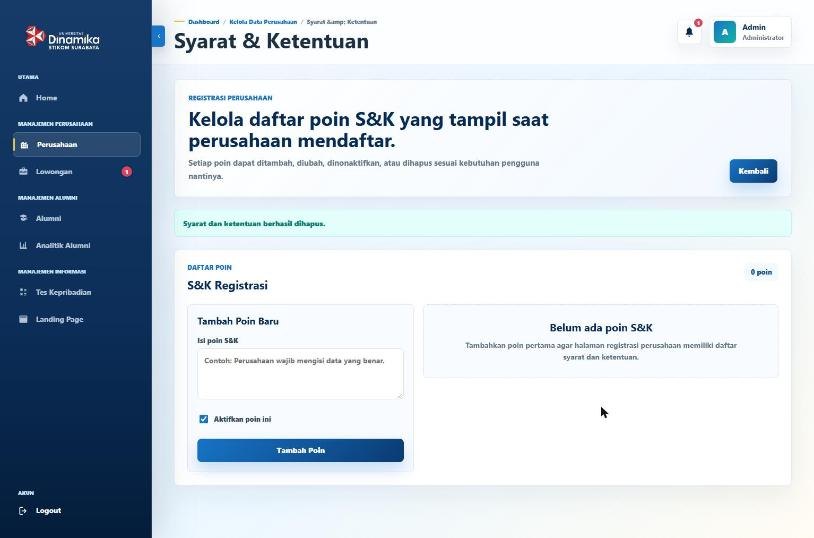 UNIVERSITAS
Dinamika
STIKOM SURABAYA
UTAMA
Home
MANAJEMEN PERUSAHAAN
Perusahaan
Lowongan
1
MANAJEMEN ALUMNI
Alumni
Analitik Alumni
MANAJEMEN INFORMASI
Tes Kepribadian
Landing Page
AKUN
Logout
Dashboard / Kelola Data Perusahaan / Syarat &amp; Ketentuan
Syarat & Ketentuan
A
Admin
Administrator
REGISTRASI PERUSAHAAN
Kelola daftar poin S&K yang tampil saat
perusahaan mendaftar.
Setiap poin dapat ditambah, diubah, dinonaktifkan, atau dihapus sesuai kebutuhan pengguna
nantinya.
Kembali
Syarat dan ketentuan berhasil dihapus.
DAFTAR POIN
S&K Registrasi
0 poin
Tambah Poin Baru
Isi poin S&K
Contoh: Perusahaan wajib mengisi data yang benar.
Aktifkan poin ini
Tambah Poin
Belum ada poin S&K
Tambahkan poin pertama agar halaman registrasi perusahaan memiliki daftar
syarat dan ketentuan.